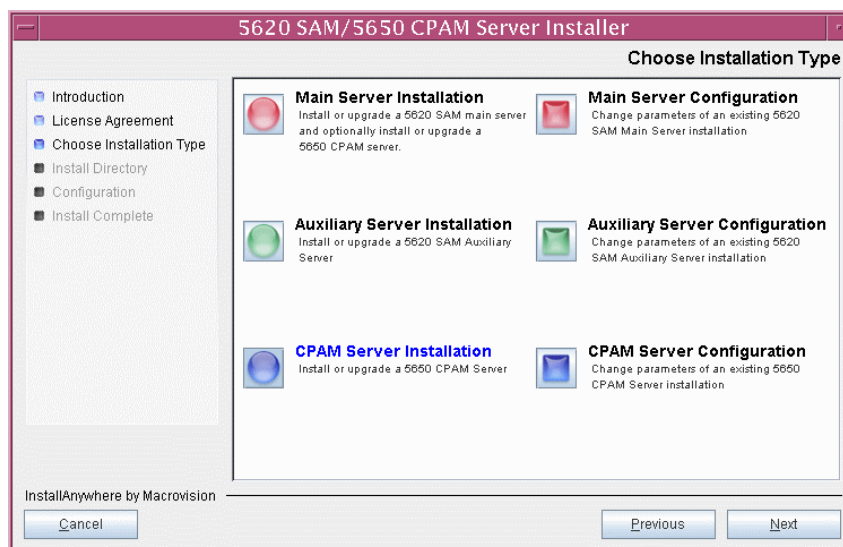 5620 SAM/5650 CPAM Server Installer
Choose Installation Type
Introduction
License Agreement
Choose Installation Type
Install Directory
Configuration
Install Complete
Main Server Installation
Install or upgrade a 5620 SAM main server
and optionally install or upgrade a
5650 CPAM server.
Main Server Configuration
Change parameters of an existing 5620
SAM Main Server installation
Auxiliary Server Installation
Install or upgrade a 5620 SAM Auxiliary
Server
Auxiliary Server Configuration
Change parameters of an existing 5620
SAM Auxiliary Server installation
CPAM Server Installation
Install or upgrade a 5650 CPAM Server
CPAM Server Configuration
Change parameters of an existing 5650
CPAM Server installation
InstallAnywhere by Macrovision
Cancel
Previous
Next